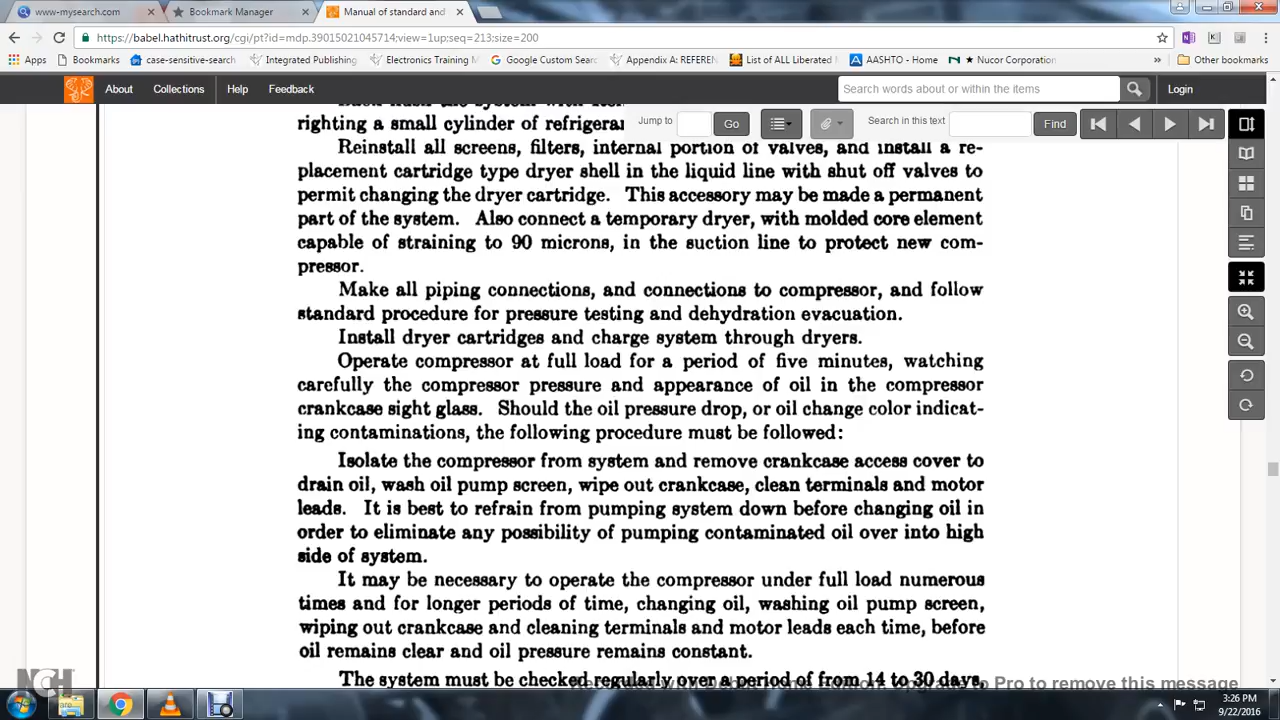 www-mysearch.com
Bookmark Manager
Manual of standard and
https://babel.hathitrust.org/cgi/pt?id=mdp.39015021045714;view=1up;seq=213;size=200
Apps
Bookmarks
case-sensitive-search
Integrated Publishing
Electronics Training M
Google Custom Sear
Appendix A: REFEREN
List of ALL Liberated
AASHTO - Home
Nucor Corporation
Other bookmarks
About
Collections
Help
Feedback
Search words about or within the items
Login
Jump to
Go
Search in this text
Find
righting a small cylinder of refrigeran
Reinstall all screens, filters, internal portion of valves, and install a re-
placement cartridge type dryer shell in the liquid line with shut off valves to
permit changing the dryer cartridge. This accessory may be made a permanent
part of the system. Also connect a temporary dryer, with molded core element
capable of straining to 90 microns, in the suction line to protect new com-
pressor.
Make all piping connections, and connections to compressor, and follow
standard procedure for pressure testing and dehydration evacuation.
Install dryer cartridges and charge system through dryers.
Operate compressor at full load for a period of five minutes, watching
carefully the compressor pressure and appearance of oil in the compressor
crankcase sight glass. Should the oil pressure drop, or oil change color indicat-
ing contaminations, the following procedure must be followed:
Isolate the compressor from system and remove crankcase access cover to
drain oil, wash oil pump screen, wipe out crankcase, clean terminals and motor
leads. It is best to refrain from pumping system down before changing oil in
order to eliminate any possibility of pumping contaminated oil over into high
side of system.
It may be necessary to operate the compressor under full load numerous
times and for longer periods of time, changing oil, washing oil pump screen,
wiping out crankcase and cleaning terminals and motor leads each time, before
oil remains clear and oil pressure remains constant.
The system must be checked regularly over a period of from 14 to 30 days,
to Pro to remove this message
NCH
3:26 PM
9/22/2016